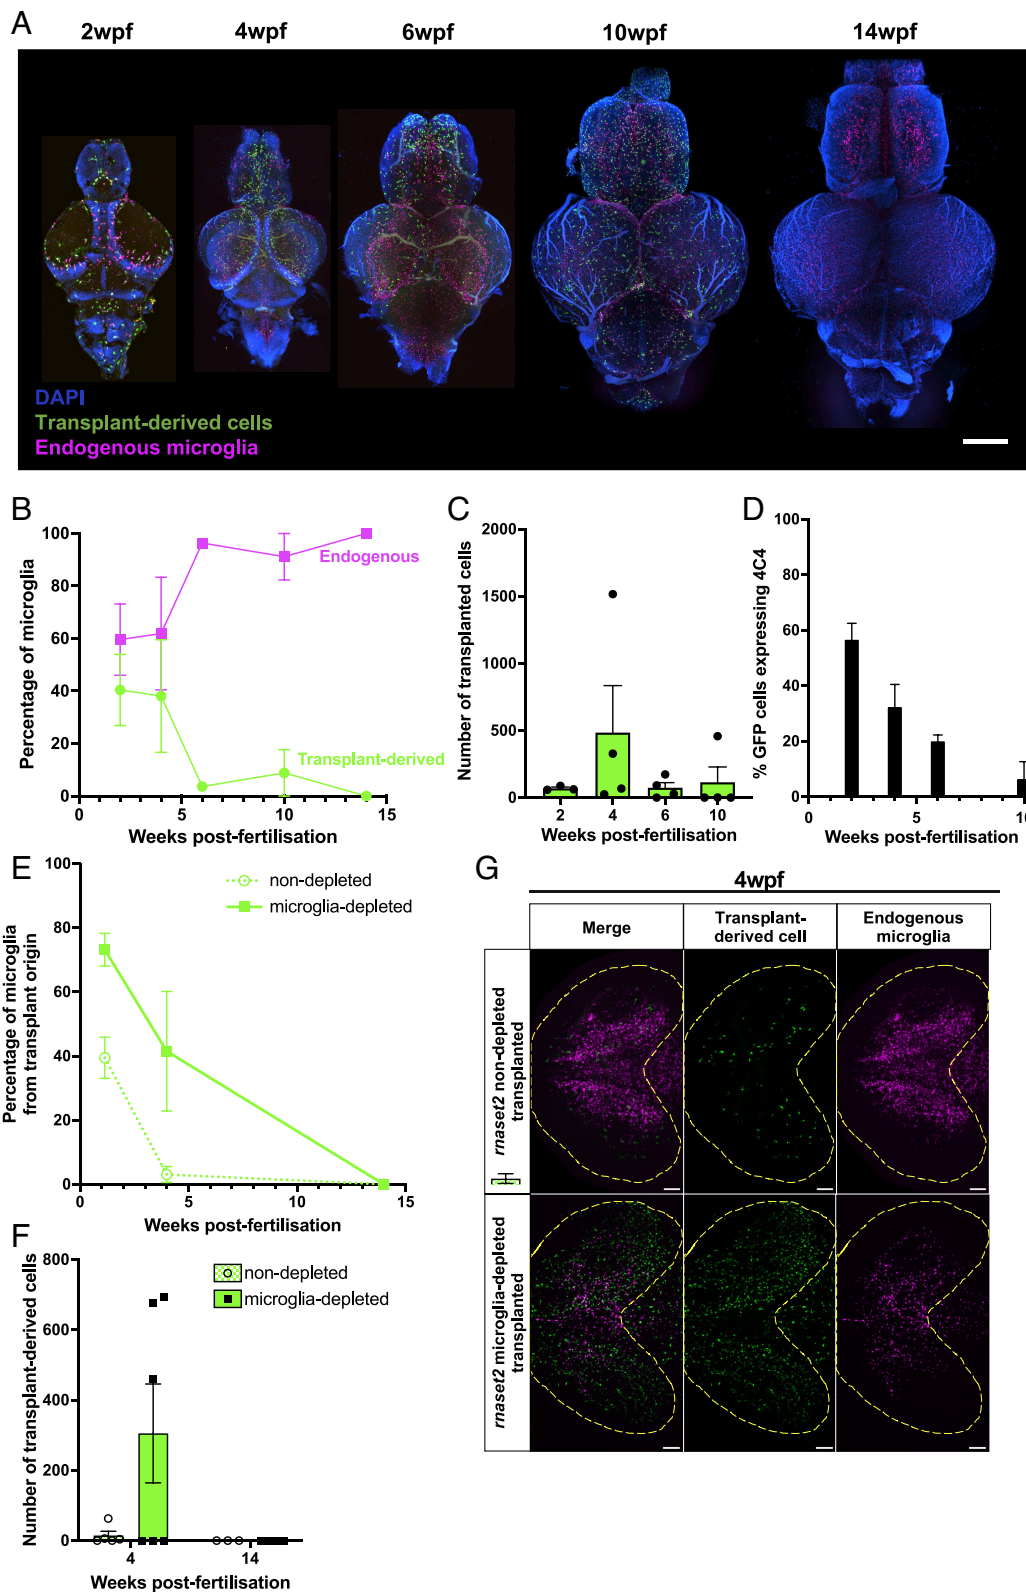 A
2wpf 4wpf 6wpf 10wpf 14wpf
DAPI
Transplant-derived cells
Endogenous microglia
B
Percentage of microglia
100
80
60
40
20
0
0 5 10 15
Endogenous
Transplant-derived
Weeks post-fertilisation
C
Number of transplanted cells
2000
1500
1000
500
0
2 4 6 10
Weeks post-fertilisation
D
% GFP cells expressing 4C4
100
80
60
40
20
0
0 5 10
Weeks post-fertilisation
E
Percentage of microglia
from transplant origin
100
80
60
40
20
0
0 5 10 15
non-depleted
microglia-depleted
Weeks post-fertilisation
F
Number of transplant-derived cells
800
600
400
200
0
4 14
non-depleted
microglia-depleted
Weeks post-fertilisation
G
4wpf
Merge
Transplant-
derived cell
Endogenous
microglia
rnaset2 non-depleted
transplanted
rnaset2 microglia-depleted
transplanted